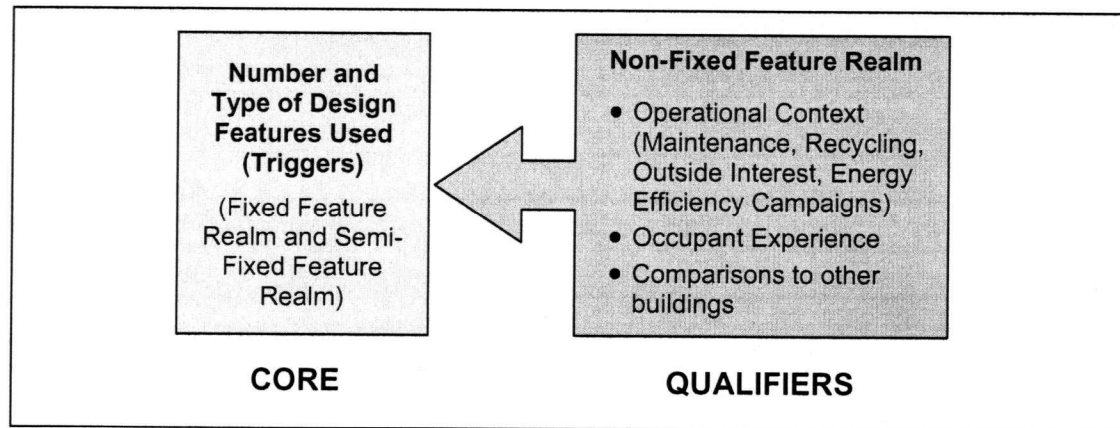 Number and
Type of Design
Features Used
(Triggers)
(Fixed Feature
Realm and Semi-
Fixed Feature
Realm)
CORE
Non-Fixed Feature Realm
• Operational Context
(Maintenance, Recycling,
Outside Interest, Energy
Efficiency Campaigns)
• Occupant Experience
• Comparisons to other
buildings
QUALIFIERS